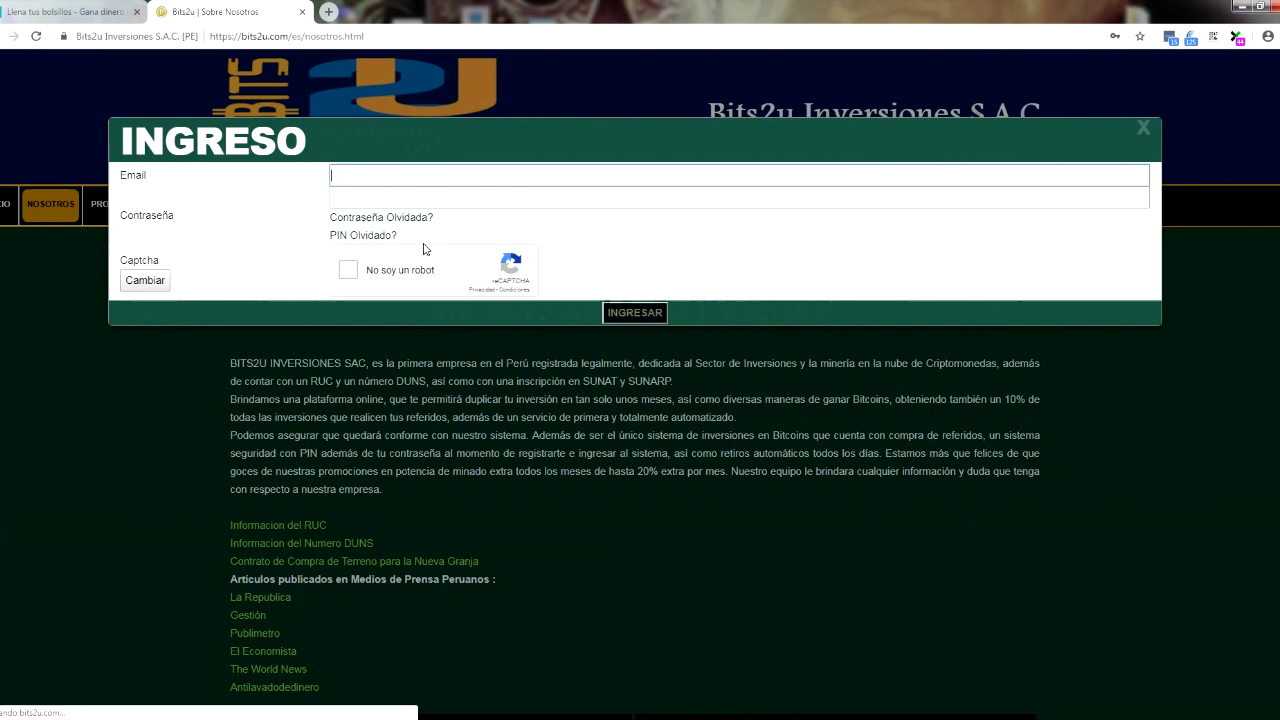 Llena tus bolsillos - Gana dinero
Bits2u | Sobre Nosotros
Bits2u Inversiones S.A.C. [PE]
https://bits2u.com/es/nosotros.html
15
125
44
BITS
2U
Bits2u Inversiones S.A.C
INGRESO
X
Email
Contraseña
Contraseña Olvidada?
PIN Olvidado?
Captcha
Cambiar
No soy un robot
reCAPTCHA
Privacidad - Condiciones
INGRESAR
CIO
NOSOTROS
PRO
BITS2U INVERSIONES SAC, es la primera empresa en el Perú registrada legalmente, dedicada al Sector de Inversiones y la minería en la nube de Criptomonedas, además
de contar con un RUC y un número DUNS, así como con una inscripción en SUNAT y SUNARP.
Brindamos una plataforma online, que te permitirá duplicar tu inversión en tan solo unos meses, así como diversas maneras de ganar Bitcoins, obteniendo también un 10% de
todas las inversiones que realicen tus referidos, además de un servicio de primera y totalmente automatizado.
Podemos asegurar que quedará conforme con nuestro sistema. Además de ser el único sistema de inversiones en Bitcoins que cuenta con compra de referidos, un sistema
seguridad con PIN además de tu contraseña al momento de registrarte e ingresar al sistema, así como retiros automáticos todos los días. Estamos más que felices de que
goces de nuestras promociones en potencia de minado extra todos los meses de hasta 20% extra por mes. Nuestro equipo le brindara cualquier información y duda que tenga
con respecto a nuestra empresa.
Informacion del RUC
Informacion del Numero DUNS
Contrato de Compra de Terreno para la Nueva Granja
Artículos publicados en Medios de Prensa Peruanos :
La Republica
Gestión
Publimetro
El Economista
The World News
Antilavadodedinero
ando bits2u.com...